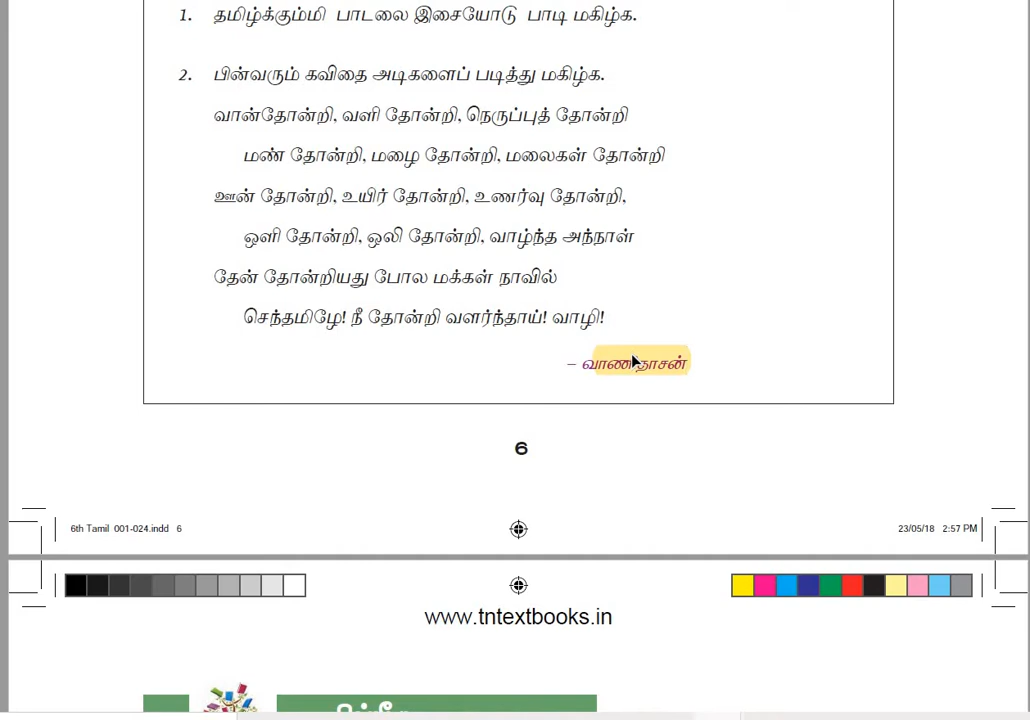 1. தமிழ்க்கும்மி பாடலை இசையோடு பாடி மகிழ்க.
2. பின்வரும் கவிதை அடிகளைப் படித்து மகிழ்க.
வான்தோன்றி, வளி தோன்றி, நெருப்புத் தோன்றி
மண் தோன்றி, மழை தோன்றி, மலைகள் தோன்றி
ஊன் தோன்றி, உயிர் தோன்றி, உணர்வு தோன்றி,
ஒளி தோன்றி, ஒலி தோன்றி, வாழ்ந்த அந்நாள்
தேன் தோன்றியது போல மக்கள் நாவில்
செந்தமிழே! நீ தோன்றி வளர்ந்தாய்! வாழி!
– வாணிதாசன்
6
6th Tamil 001-024.indd 6 23/05/18 2:57 PM
www.tntextbooks.in